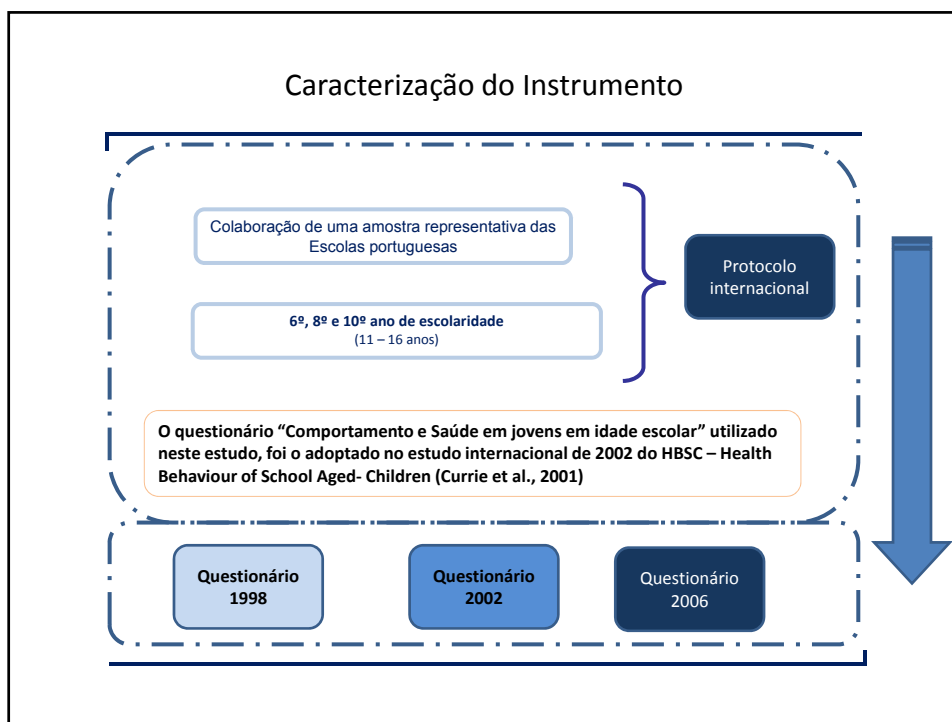 Caracterização do Instrumento
Colaboração de uma amostra representativa das
Escolas portuguesas
Protocolo
internacional
6º, 8º e 10º ano de escolaridade
(11 – 16 anos)
O questionário “Comportamento e Saúde em jovens em idade escolar” utilizado
neste estudo, foi o adoptado no estudo internacional de 2002 do HBSC – Health
Behaviour of School Aged- Children (Currie et al., 2001)
Questionário
1998
Questionário
2002
Questionário
2006